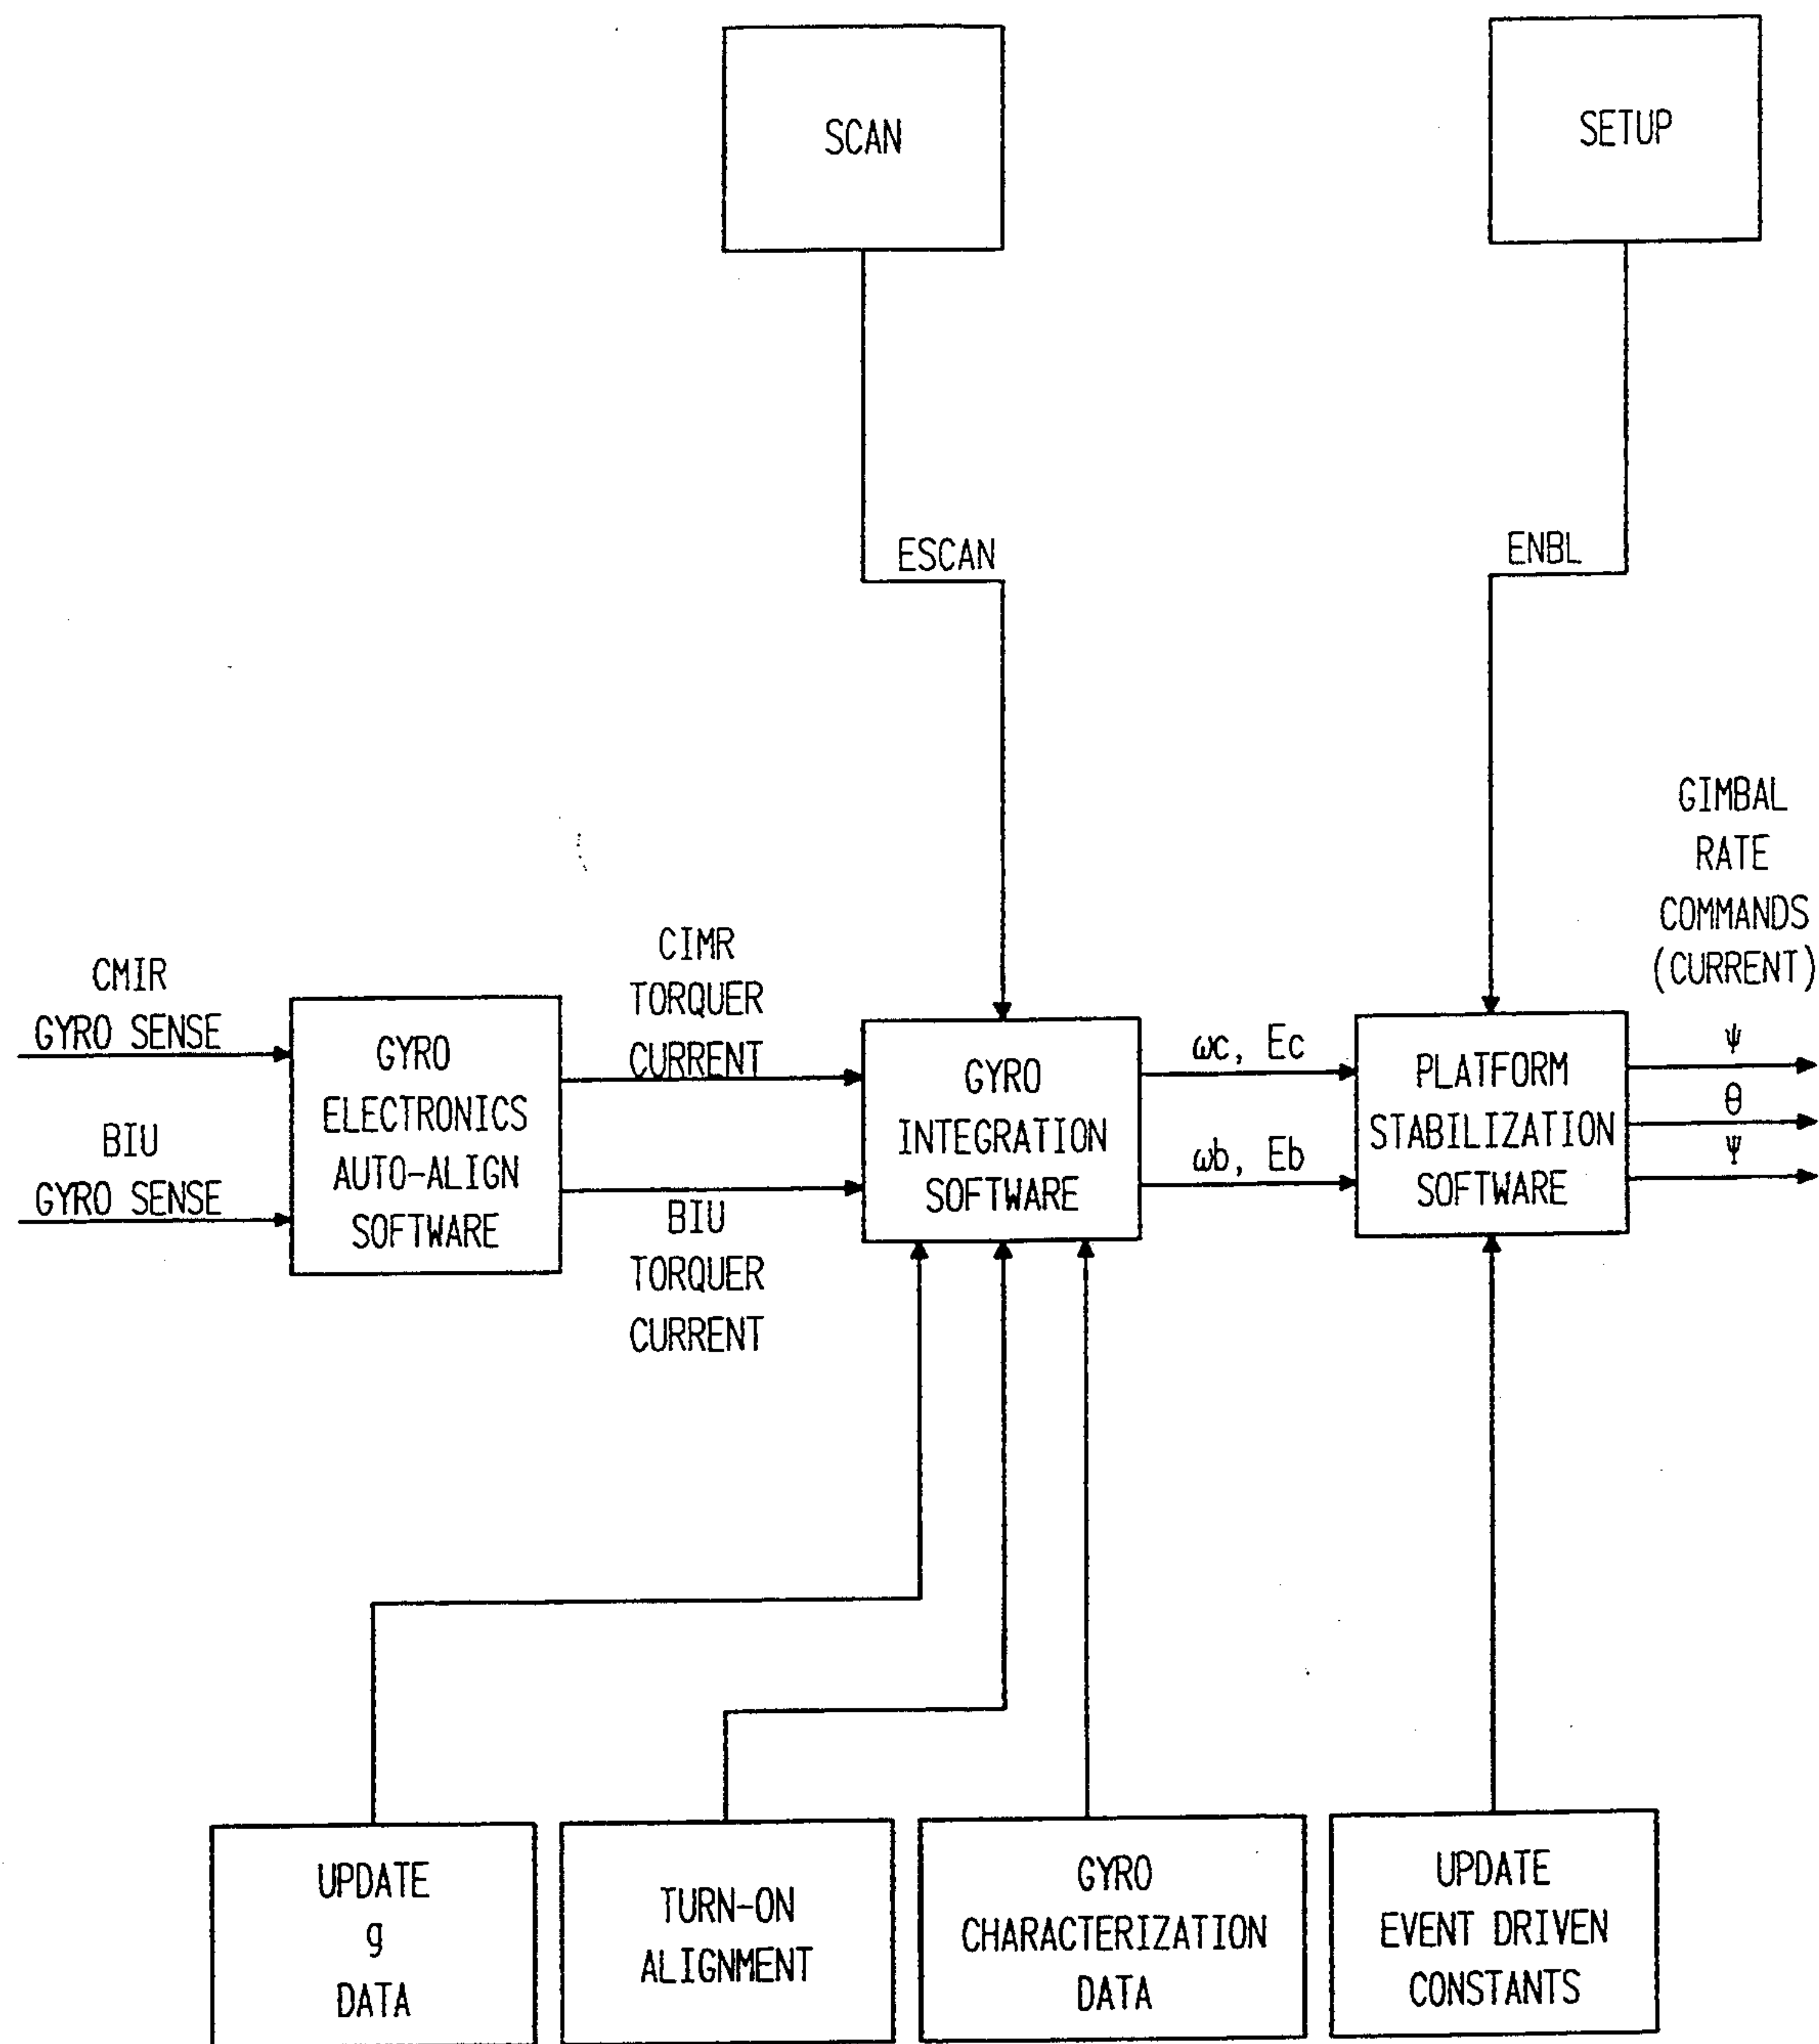 SCAN
SETUP
ESCAN
ENBL
GIMBAL
RATE
COMMANDS
(CURRENT)
CMIR
GYRO SENSE
BIU
GYRO SENSE
GYRO
ELECTRONICS
AUTO-ALIGN
SOFTWARE
CIMR
TORQUER
CURRENT
BIU
TORQUER
CURRENT
GYRO
INTEGRATION
SOFTWARE
ωc, Ec
ωb, Eb
PLATFORM
STABILIZATION
SOFTWARE
ψ
θ
Ψ
UPDATE
g
DATA
TURN-ON
ALIGNMENT
GYRO
CHARACTERIZATION
DATA
UPDATE
EVENT DRIVEN
CONSTANTS